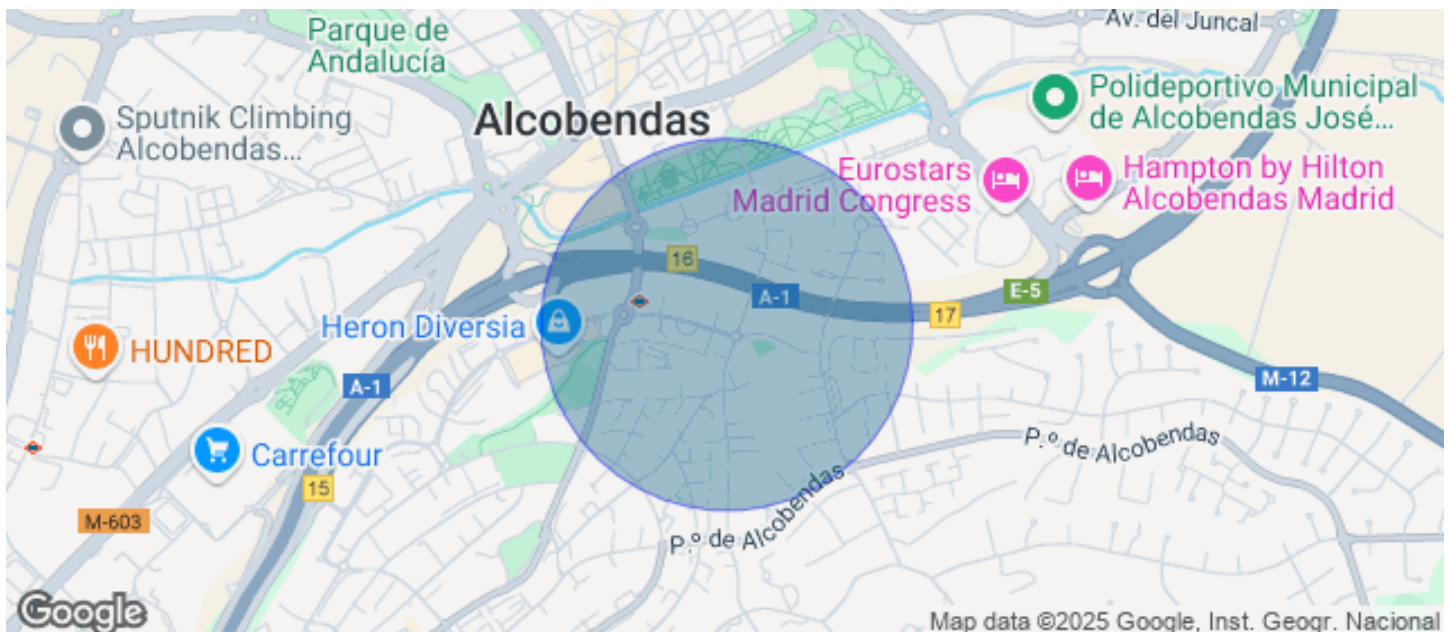 Av. del Juncal
Parque de
Andalucía
Polideportivo Municipal
de Alcobendas José...
Sputnik Climbing
Alcobendas...
Alcobendas
Eurostars
Madrid Congress
Hampton by Hilton
Alcobendas Madrid
16
A-1
E-5
17
Heron Diversia
HUNDRED
A-1
M-12
P.º de Alcobendas
Carrefour
15
M-603
P.º de Alcobendas
Google
Map data ©2025 Google, Inst. Geogr. Nacional